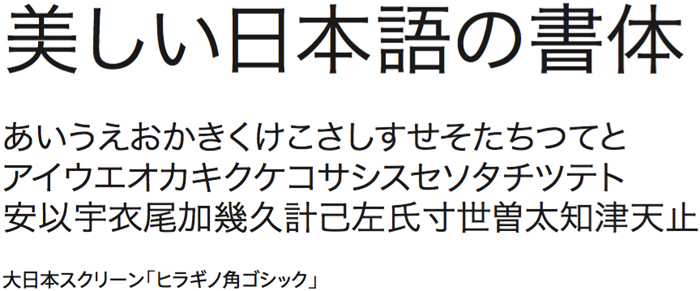 美しい日本語の書体
あいうえおかきくけこさしすせそたちつてと
アイウエオカキクケコサシスセソタチツテト
安以宇衣尾加幾久計己左氏寸世曽太知津天止
大日本スクリーン「ヒラギノ角ゴシック」